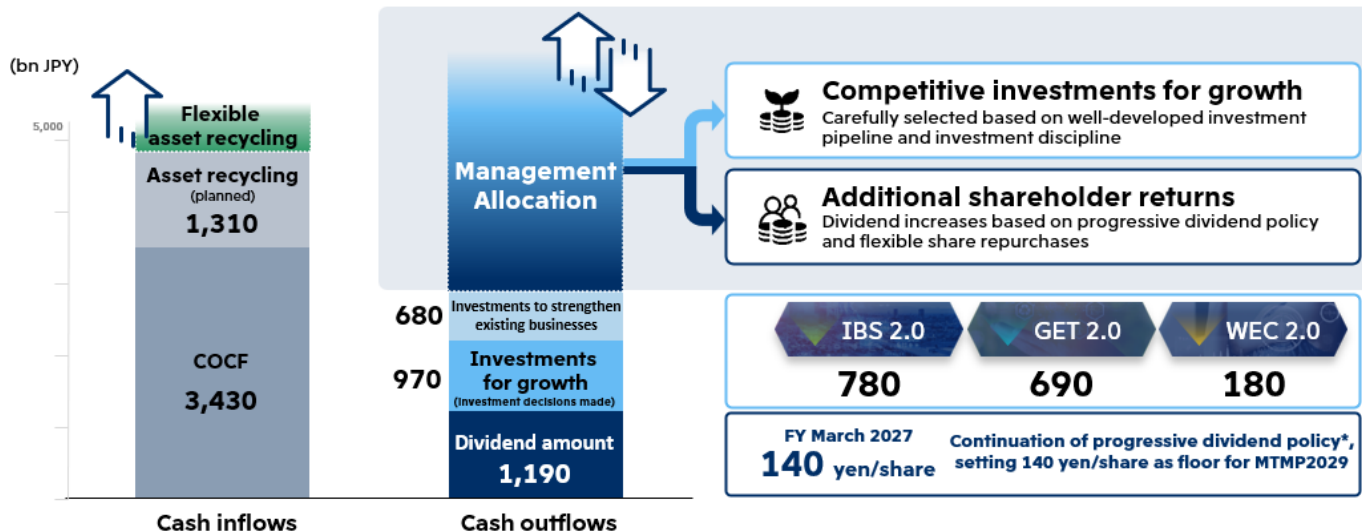 (bn JPY)
5,000
Flexible
asset recycling
Asset recycling
(planned)
1,310
COCF
3,430
Cash inflows
Management
Allocation
680
Investments to strengthen
existing businesses
970
Investments
for growth
(investment decisions made)
Dividend amount
1,190
Cash outflows
Competitive investments for growth
Carefully selected based on well-developed investment
pipeline and investment discipline
Additional shareholder returns
Dividend increases based on progressive dividend policy
and flexible share repurchases
IBS 2.0
GET 2.0
WEC 2.0
780
690
180
FY March 2027
140 yen/share
Continuation of progressive dividend policy*,
setting 140 yen/share as floor for MTMP2029